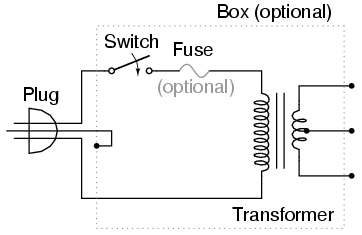 Box (optional)
Switch
Fuse
(optional)
Plug
Transformer